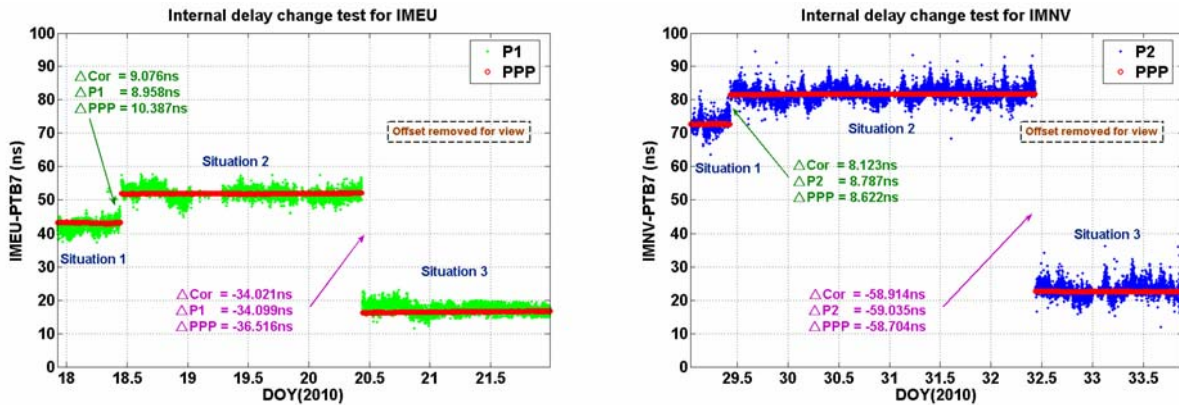 Internal delay change test for IMEU
P1
PPP
△Cor = 9.076ns
△P1 = 8.958ns
△PPP = 10.387ns
Offset removed for view
Situation 2
Situation 1
Situation 3
△Cor = -34.021ns
△P1 = -34.099ns
△PPP = -36.516ns
IMEU-PTB7 (ns)
100
90
80
70
60
50
40
30
20
10
0
18 18.5 19 19.5 20 20.5 21 21.5
DOY(2010)
Internal delay change test for IMNV
P2
PPP
Situation 2
Offset removed for view
Situation 1
△Cor = 8.123ns
△P2 = 8.787ns
△PPP = 8.622ns
Situation 3
△Cor = -58.914ns
△P2 = -59.035ns
△PPP = -58.704ns
IMNV-PTB7 (ns)
100
90
80
70
60
50
40
30
20
10
0
29.5 30 30.5 31 31.5 32 32.5 33 33.5
DOY(2010)